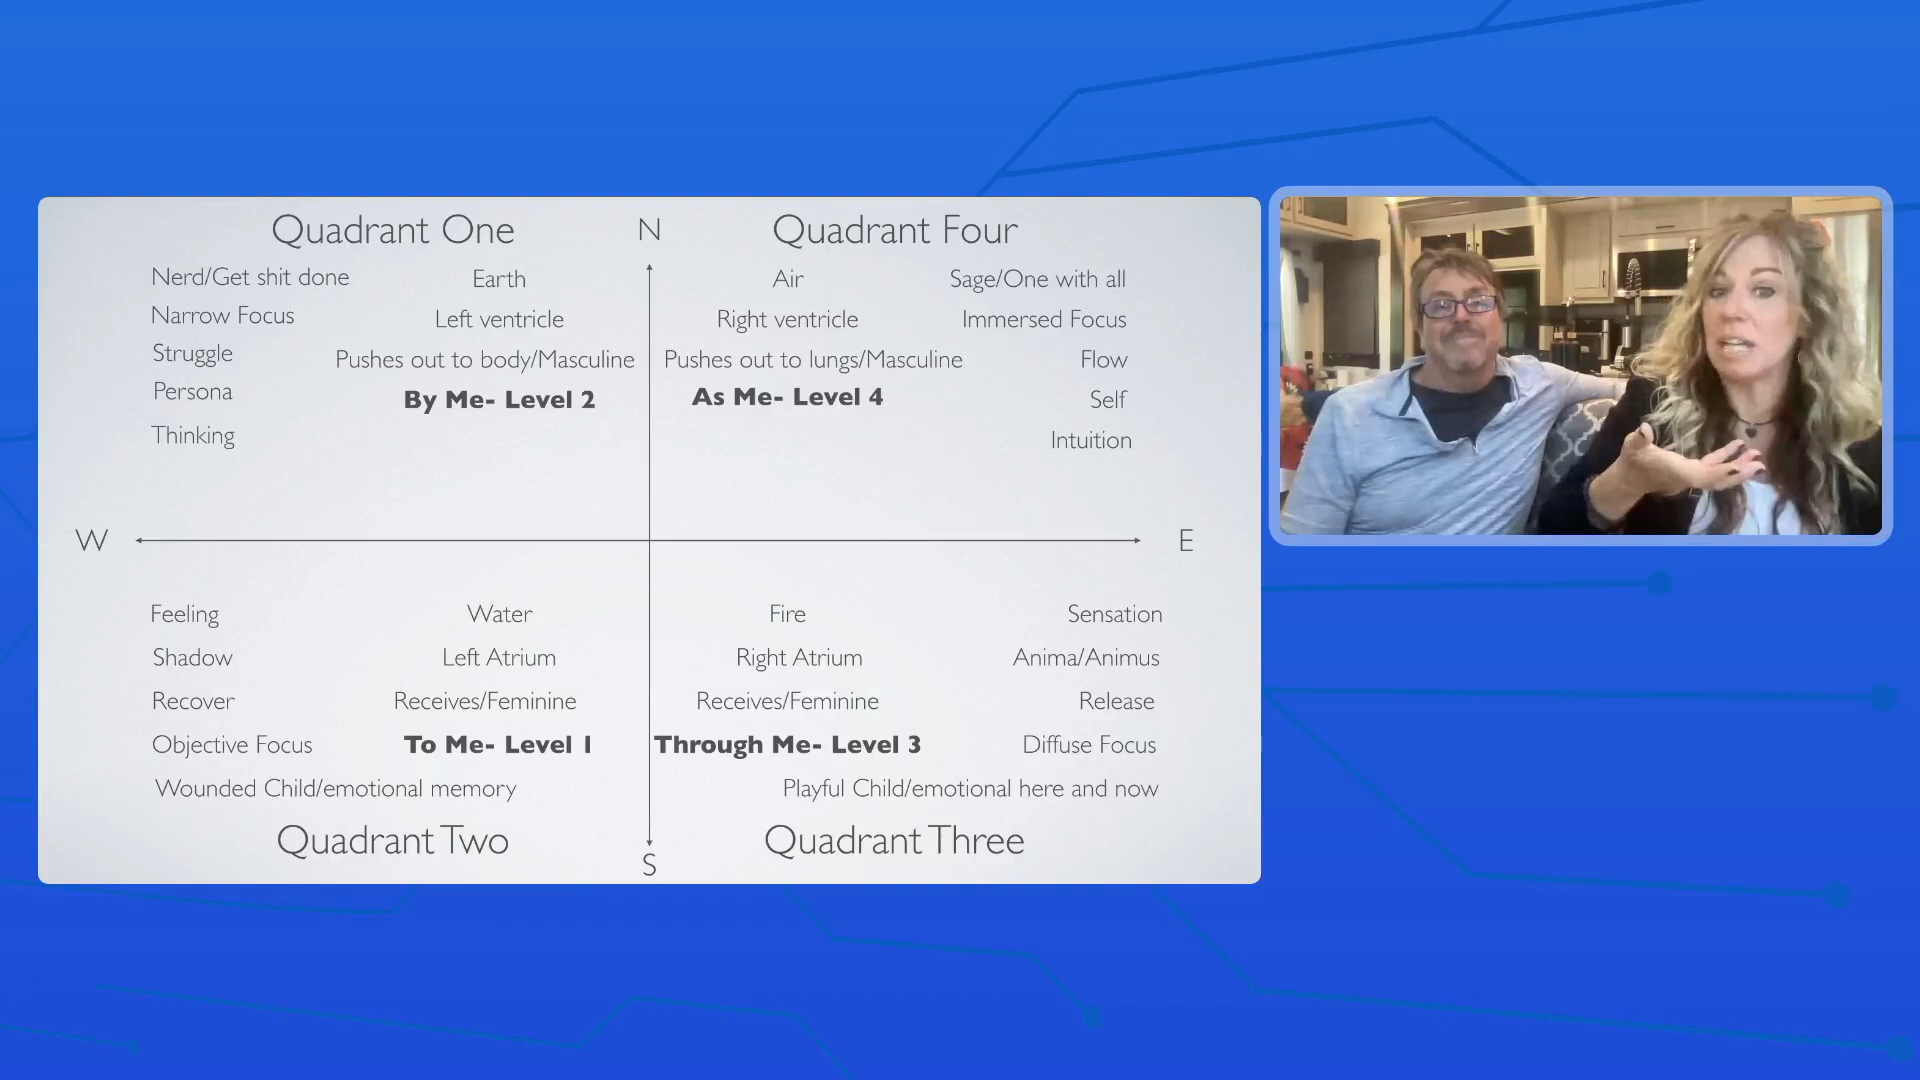 Quadrant One
N
Quadrant Four
Nerd/Get shit done
Earth
Air
Sage/One with all
Narrow Focus
Left ventricle
Right ventricle
Immersed Focus
Struggle
Pushes out to body/Masculine
Pushes out to lungs/Masculine
Flow
Persona
By Me- Level 2
As Me- Level 4
Self
Thinking
Intuition
W
E
Feeling
Water
Fire
Sensation
Shadow
Left Atrium
Right Atrium
Anima/Animus
Recover
Receives/Feminine
Receives/Feminine
Release
Objective Focus
To Me- Level 1
Through Me- Level 3
Diffuse Focus
Wounded Child/emotional memory
Playful Child/emotional here and now
Quadrant Two
Quadrant Three
S